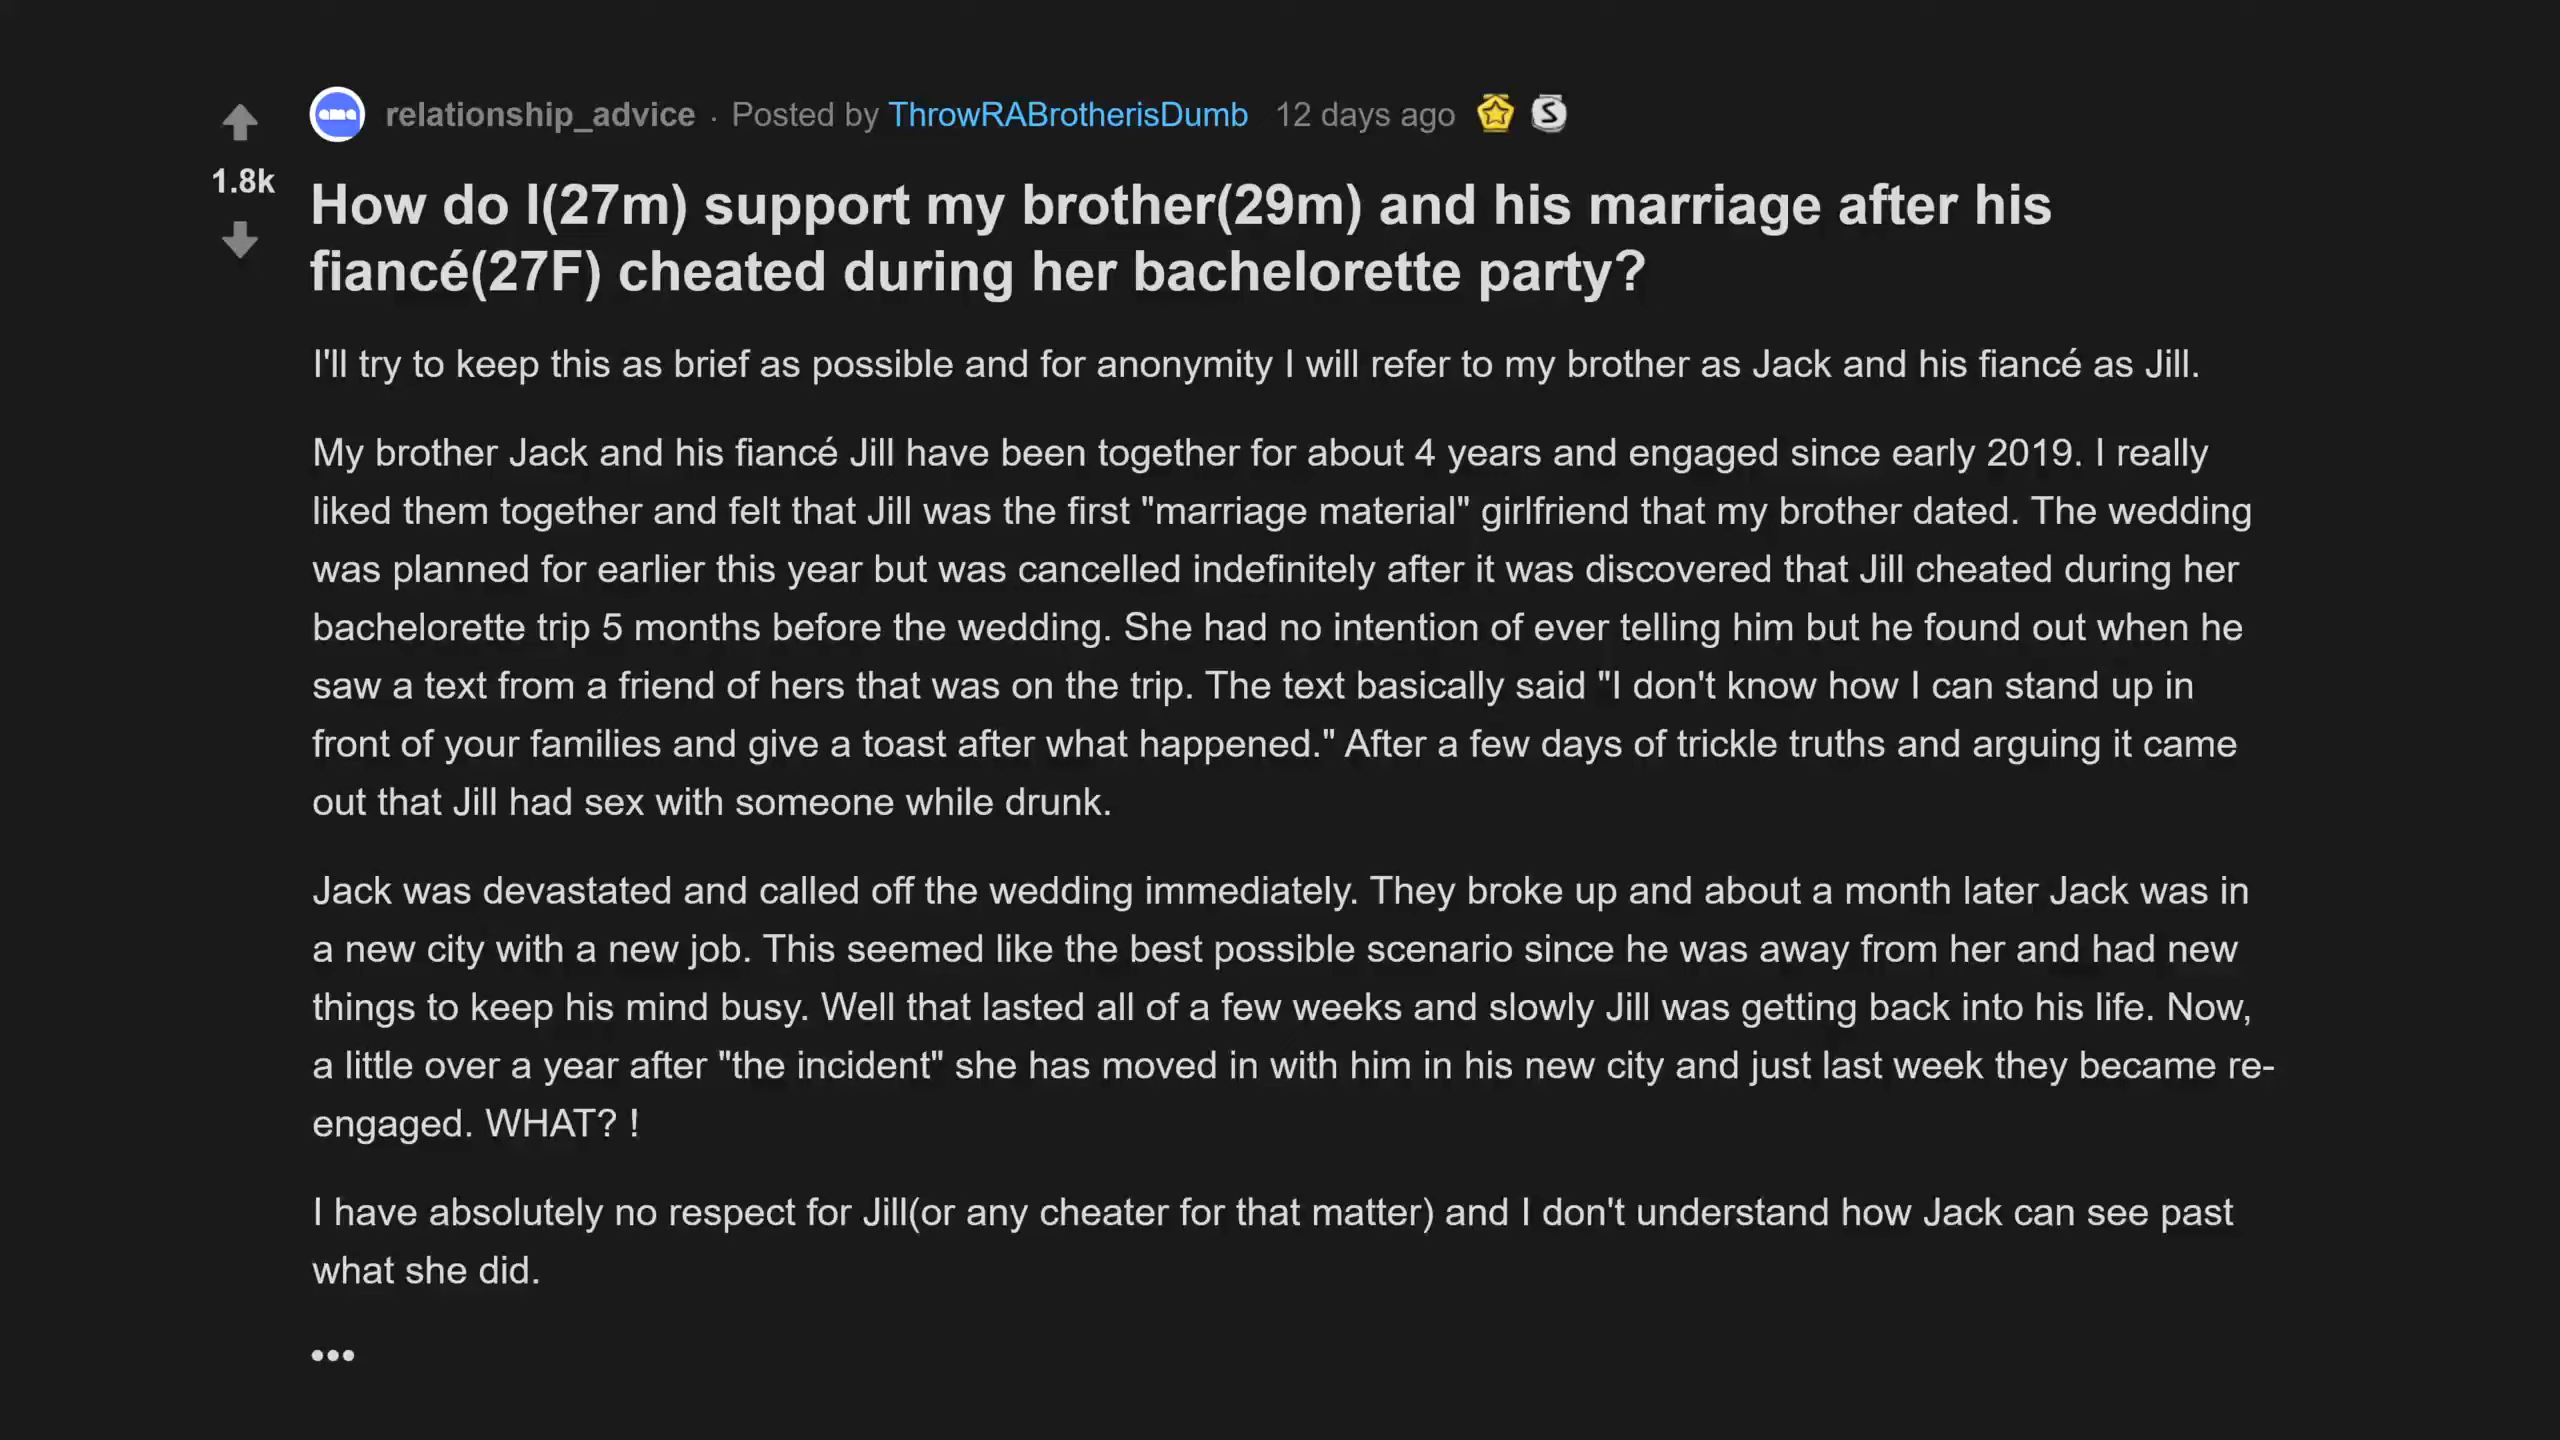 relationship_advice · Posted by ThrowRABrotherisDumb 12 days ago
1.8k
How do I(27m) support my brother(29m) and his marriage after his
fiancé(27F) cheated during her bachelorette party?
I'll try to keep this as brief as possible and for anonymity I will refer to my brother as Jack and his fiancé as Jill.
My brother Jack and his fiancé Jill have been together for about 4 years and engaged since early 2019. I really
liked them together and felt that Jill was the first "marriage material" girlfriend that my brother dated. The wedding
was planned for earlier this year but was cancelled indefinitely after it was discovered that Jill cheated during her
bachelorette trip 5 months before the wedding. She had no intention of ever telling him but he found out when he
saw a text from a friend of hers that was on the trip. The text basically said "I don't know how I can stand up in
front of your families and give a toast after what happened." After a few days of trickle truths and arguing it came
out that Jill had sex with someone while drunk.
Jack was devastated and called off the wedding immediately. They broke up and about a month later Jack was in
a new city with a new job. This seemed like the best possible scenario since he was away from her and had new
things to keep his mind busy. Well that lasted all of a few weeks and slowly Jill was getting back into his life. Now,
a little over a year after "the incident" she has moved in with him in his new city and just last week they became re-
engaged. WHAT? !
I have absolutely no respect for Jill(or any cheater for that matter) and I don't understand how Jack can see past
what she did.
•••